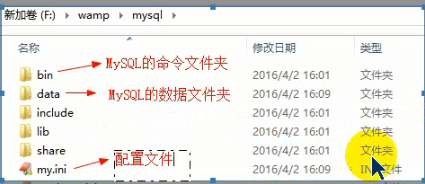 新加卷 (F:) ▸ wamp ▸ mysql ▸
名称 修改日期 类型
bin MySQL的命令文件夹 2016/4/2 16:01 文件夹
data MySQL的数据文件夹 2016/4/2 16:09 文件夹
include 2016/4/2 16:01 文件夹
lib 2016/4/2 16:01 文件夹
share 2016/4/2 16:01 文件夹
my.ini 配置文件 2016/4/2 16:09 文件